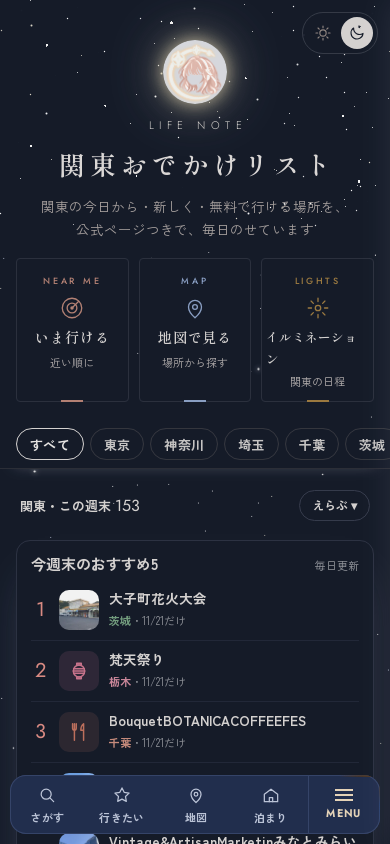 LIFE NOTE
関東おでかけリスト
関東の今日から・新しく・無料で行ける場所を、
公式ページつきで、毎日のせています
NEAR ME
いま行ける
近い順に
MAP
地図で見る
場所から探す
LIGHTS
イルミネーショ
ン
関東の日程
すべて
東京
神奈川
埼玉
千葉
茨城
関東・この週末 153
えらぶ ▾
今週末のおすすめ5
毎日更新
1
大子町花火大会
茨城・11/21だけ
2
梵天祭り
栃木・11/21だけ
3
BouquetBOTANICACOFFEEFES
千葉・11/21だけ
さがす
行きたい
地図
泊まり
MENU
Vintage&ArtisanMarketinみなとみらい